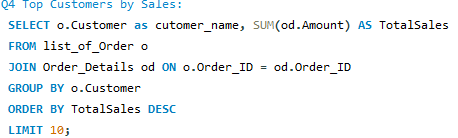 Q4 Top Customers by Sales:
SELECT o.Customer as cutomer_name, SUM(od.Amount) AS TotalSales
FROM list_of_Order o
JOIN Order_Details od ON o.Order_ID = od.Order_ID
GROUP BY o.Customer
ORDER BY TotalSales DESC
LIMIT 10;